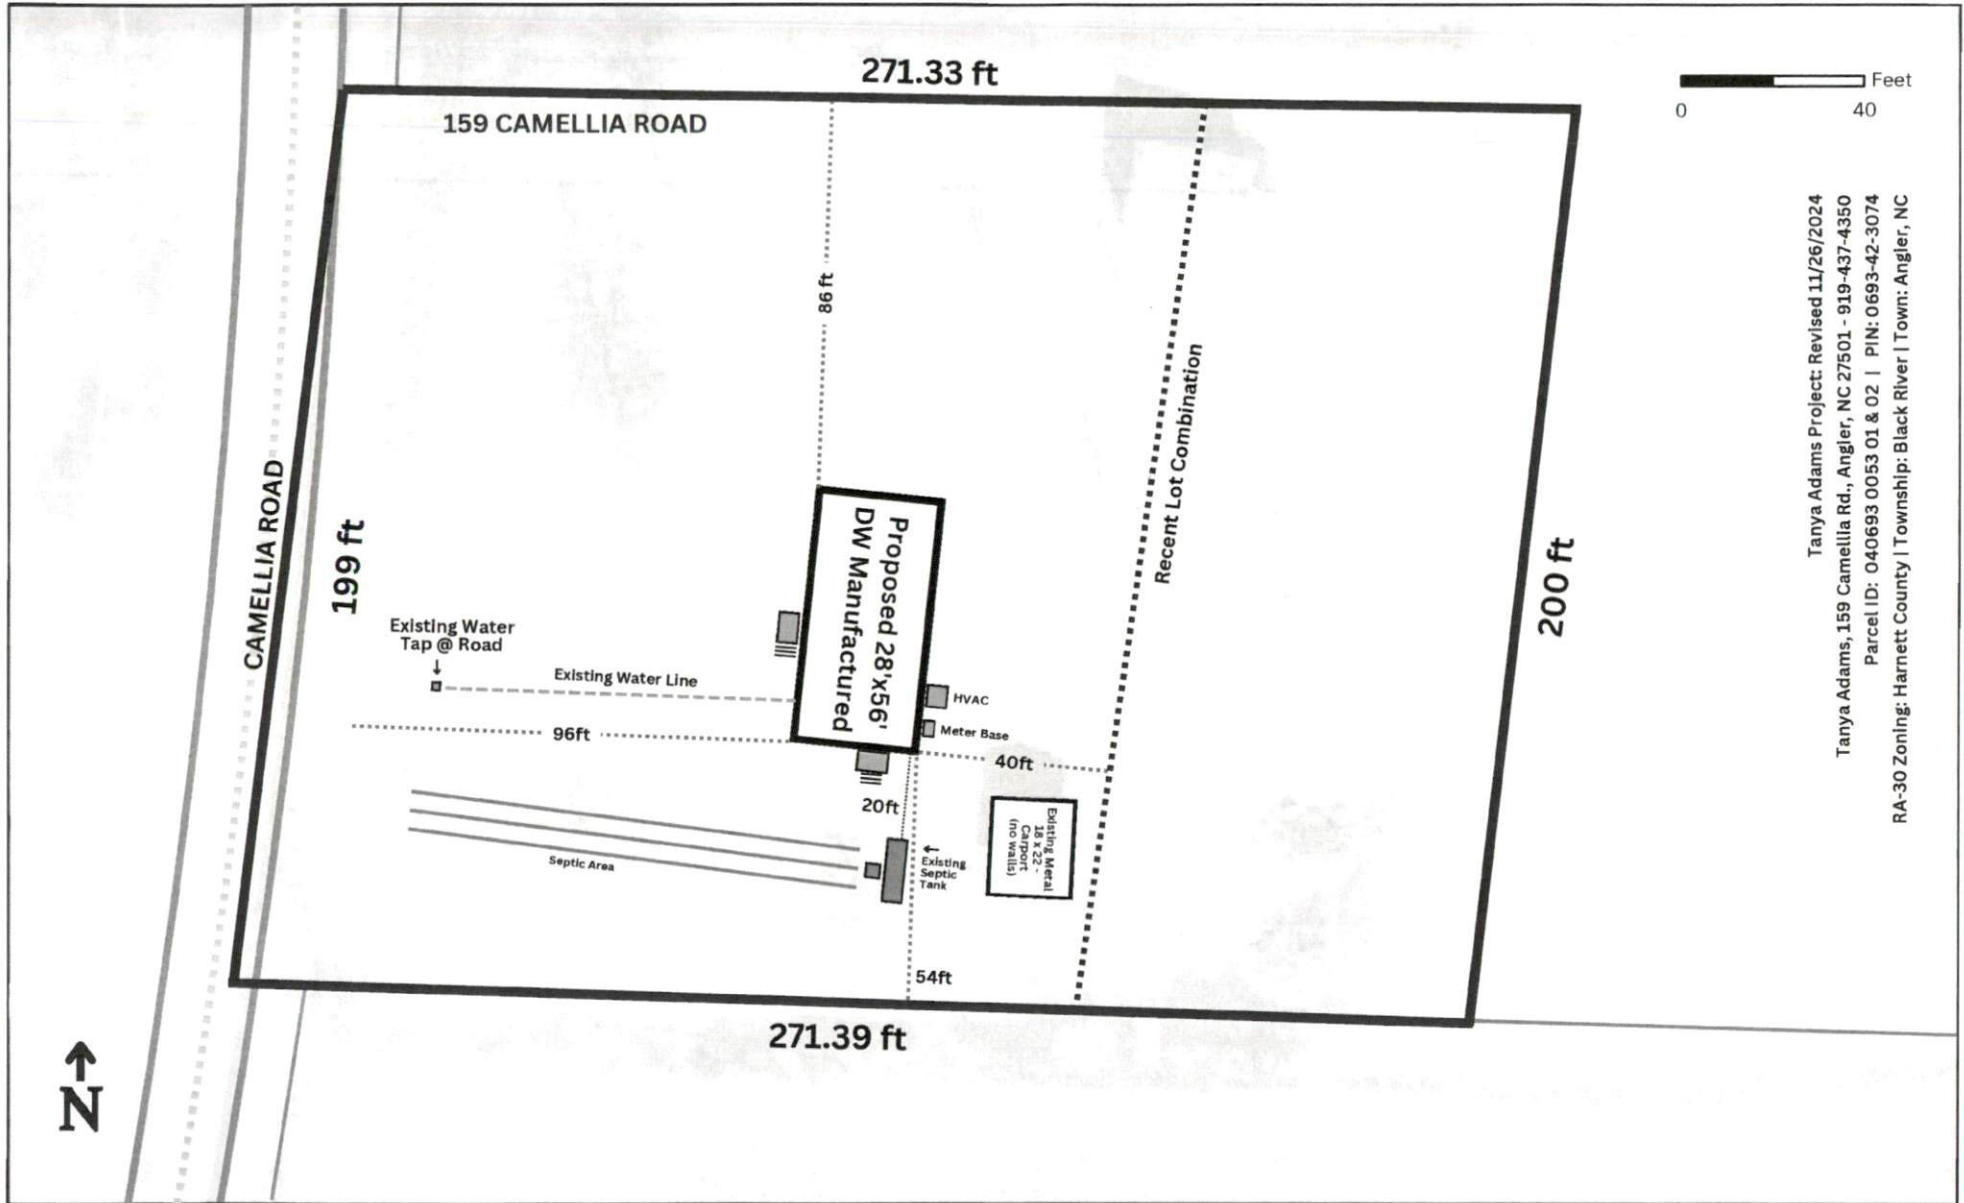 271.33 ft
Feet
0 40
159 CAMELLIA ROAD
86 ft
Recent Lot Combination
CAMELLIA ROAD
199 ft
200 ft
Proposed 28'x56'
DW Manufactured
Existing Water
Tap @ Road
Existing Water Line
HVAC
Meter Base
96ft
40ft
20ft
Existing Metal
18 x 22 -
Carport
(no walls)
Existing
Septic
Tank
Septic Area
54ft
271.39 ft
N
Tanya Adams Project: Revised 11/26/2024
Tanya Adams, 159 Camellia Rd., Angler, NC 27501 - 919-437-4350
Parcel ID: 040693 0053 01 & 02 | PIN: 0693-42-3074
RA-30 Zoning: Harnett County | Township: Black River | Town: Angler, NC